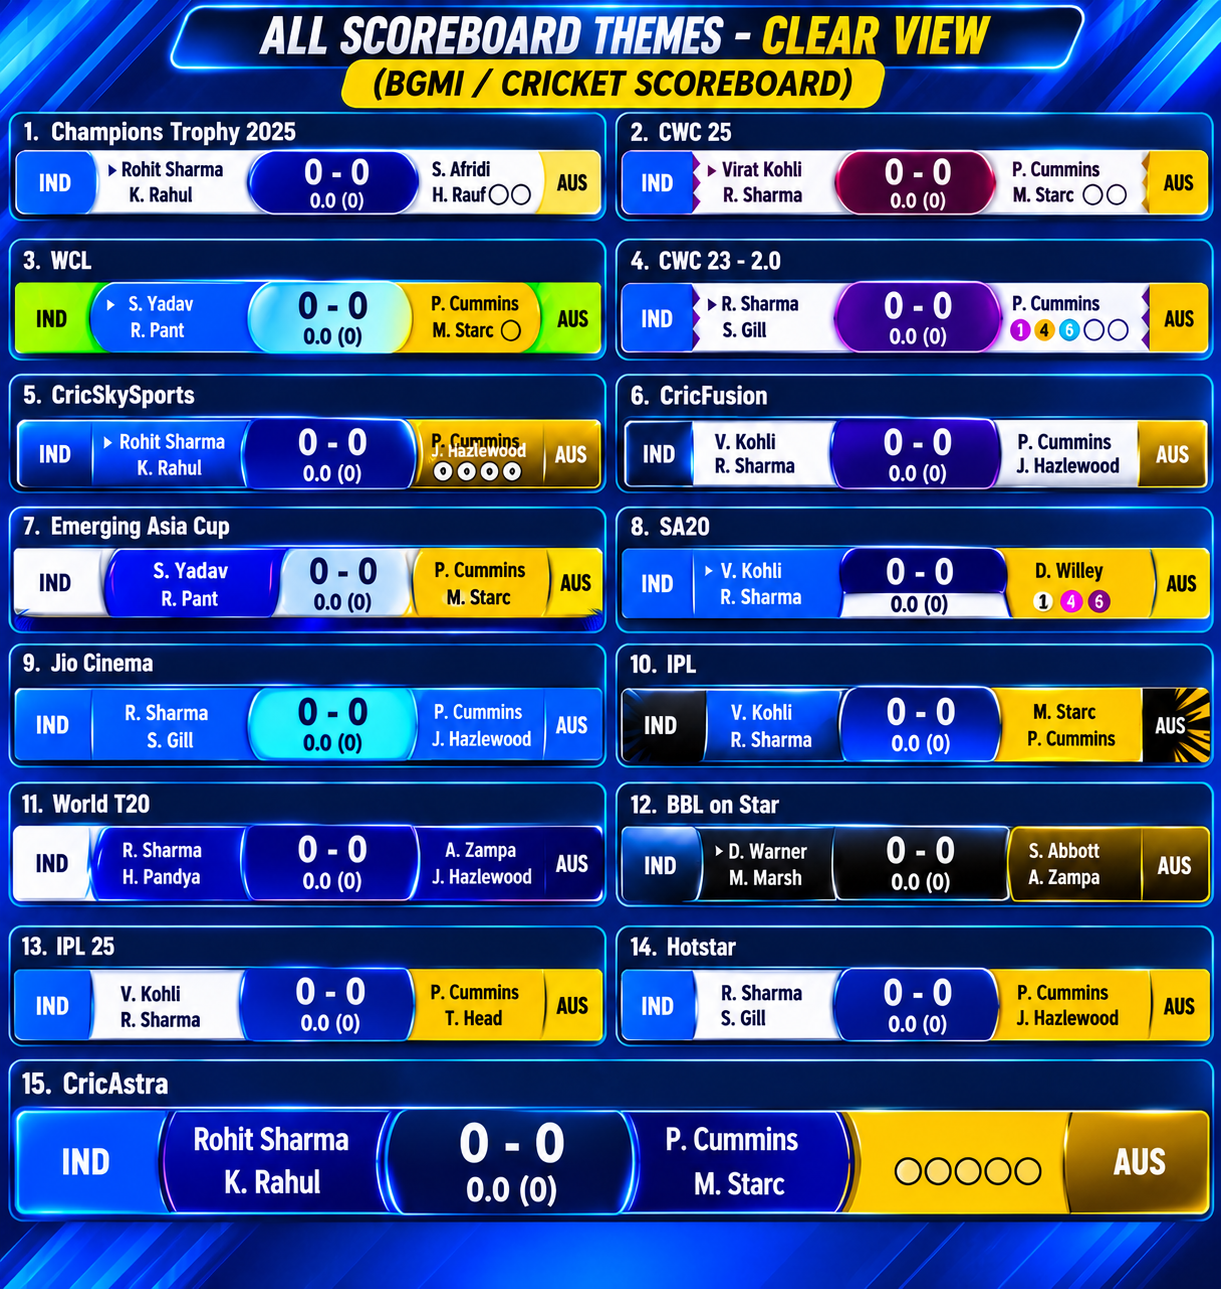 ALL SCOREBOARD THEMES - CLEAR VIEW
(BGMI / CRICKET SCOREBOARD)
1. Champions Trophy 2025
IND
Rohit Sharma
K. Rahul
0 - 0
0.0 (0)
S. Afridi
H. Rauf
AUS
2. CWC 25
IND
Virat Kohli
R. Sharma
0 - 0
0.0 (0)
P. Cummins
M. Starc
AUS
3. WCL
IND
S. Yadav
R. Pant
0 - 0
0.0 (0)
P. Cummins
M. Starc
AUS
4. CWC 23 - 2.0
IND
R. Sharma
S. Gill
0 - 0
0.0 (0)
P. Cummins
1 4 6
AUS
5. CricSkySports
IND
Rohit Sharma
K. Rahul
0 - 0
0.0 (0)
P. Cummins
J. Hazlewood
0 0 0 0
AUS
6. CricFusion
IND
V. Kohli
R. Sharma
0 - 0
0.0 (0)
P. Cummins
J. Hazlewood
AUS
7. Emerging Asia Cup
IND
S. Yadav
R. Pant
0 - 0
0.0 (0)
P. Cummins
M. Starc
AUS
8. SA20
IND
V. Kohli
R. Sharma
0 - 0
0.0 (0)
D. Willey
1 4 6
AUS
9. Jio Cinema
IND
R. Sharma
S. Gill
0 - 0
0.0 (0)
P. Cummins
J. Hazlewood
AUS
10. IPL
IND
V. Kohli
R. Sharma
0 - 0
0.0 (0)
M. Starc
P. Cummins
AUS
11. World T20
IND
R. Sharma
H. Pandya
0 - 0
0.0 (0)
A. Zampa
J. Hazlewood
AUS
12. BBL on Star
IND
D. Warner
M. Marsh
0 - 0
0.0 (0)
S. Abbott
A. Zampa
AUS
13. IPL 25
IND
V. Kohli
R. Sharma
0 - 0
0.0 (0)
P. Cummins
T. Head
AUS
14. Hotstar
IND
R. Sharma
S. Gill
0 - 0
0.0 (0)
P. Cummins
J. Hazlewood
AUS
15. CricAstra
IND
Rohit Sharma
K. Rahul
0 - 0
0.0 (0)
P. Cummins
M. Starc
AUS